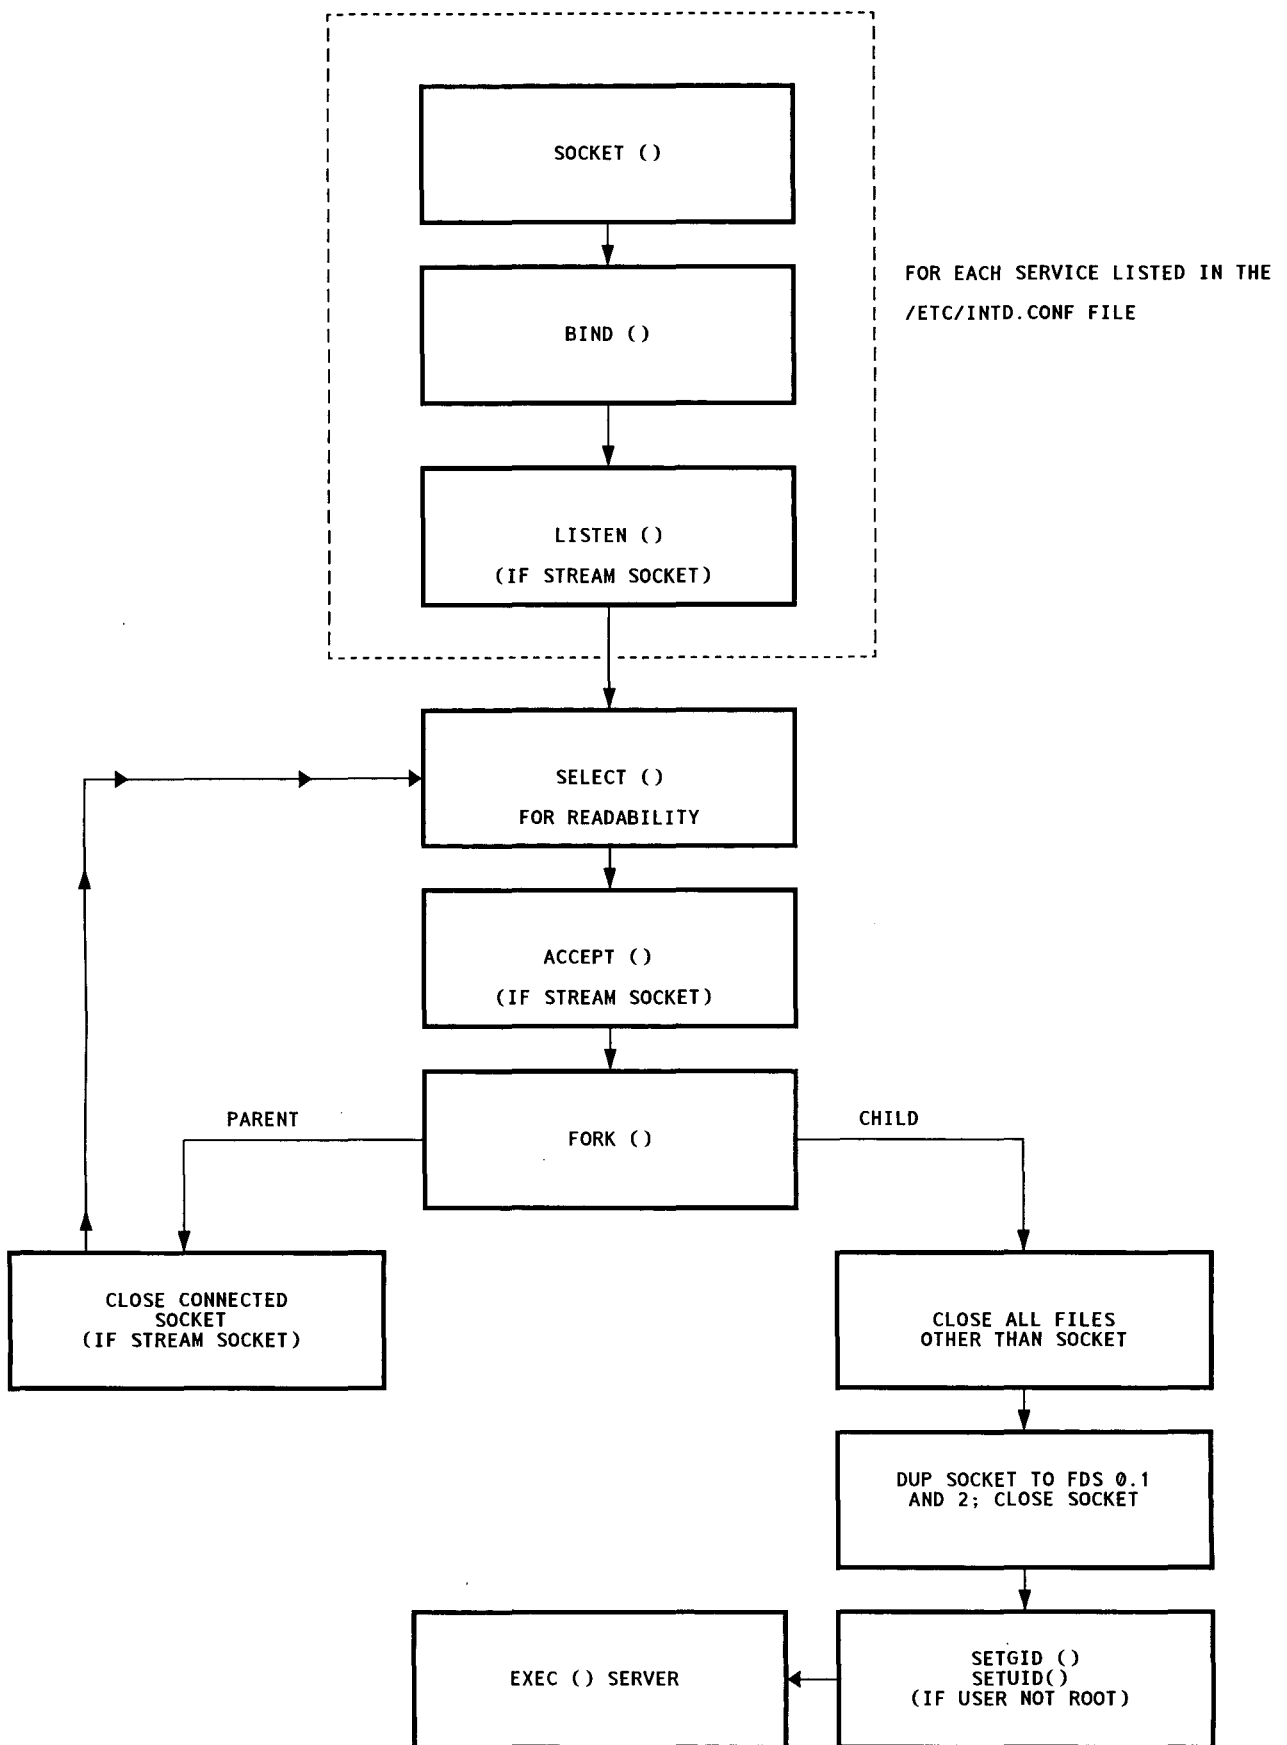 SOCKET ()
BIND ()
FOR EACH SERVICE LISTED IN THE
/ETC/INTD.CONF FILE
LISTEN ()
(IF STREAM SOCKET)
SELECT ()
FOR READABILITY
ACCEPT ()
(IF STREAM SOCKET)
PARENT
FORK ()
CHILD
CLOSE CONNECTED
SOCKET
(IF STREAM SOCKET)
CLOSE ALL FILES
OTHER THAN SOCKET
DUP SOCKET TO FDS 0.1
AND 2; CLOSE SOCKET
EXEC () SERVER
SETGID ()
SETUID()
(IF USER NOT ROOT)